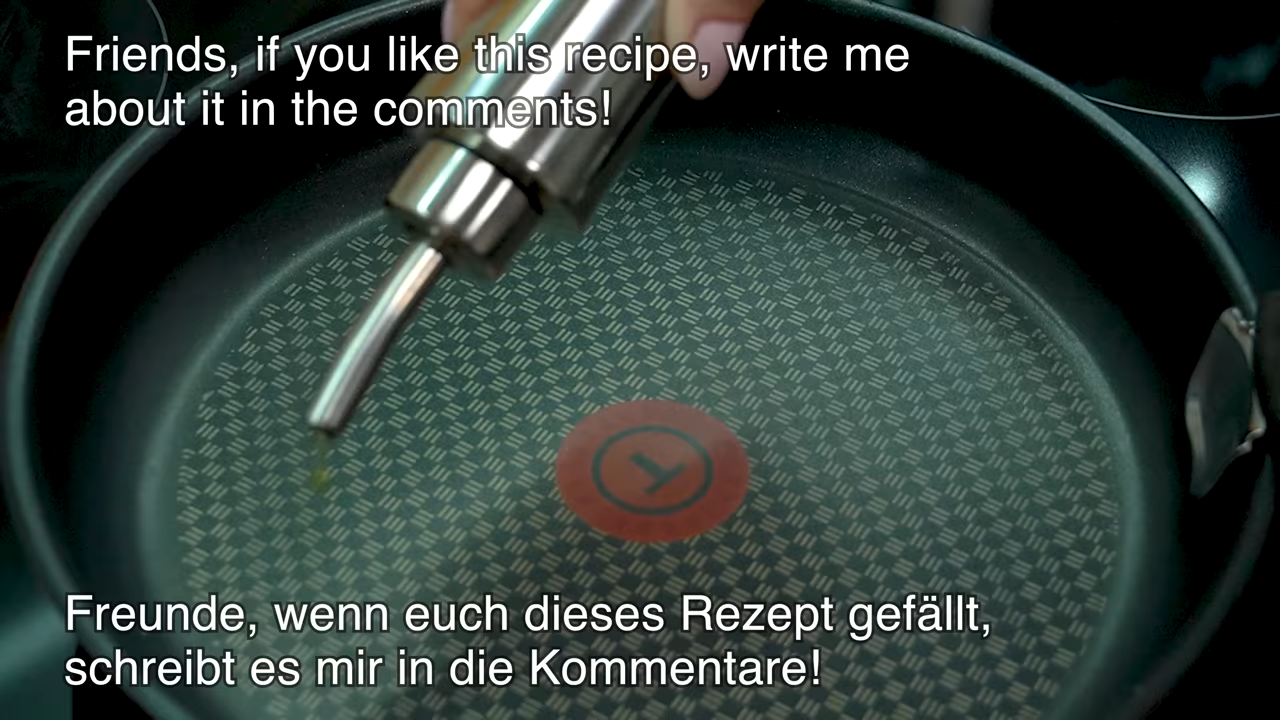 Friends, if you like this recipe, write me
about it in the comments!
Freunde, wenn euch dieses Rezept gefällt,
schreibt es mir in die Kommentare!